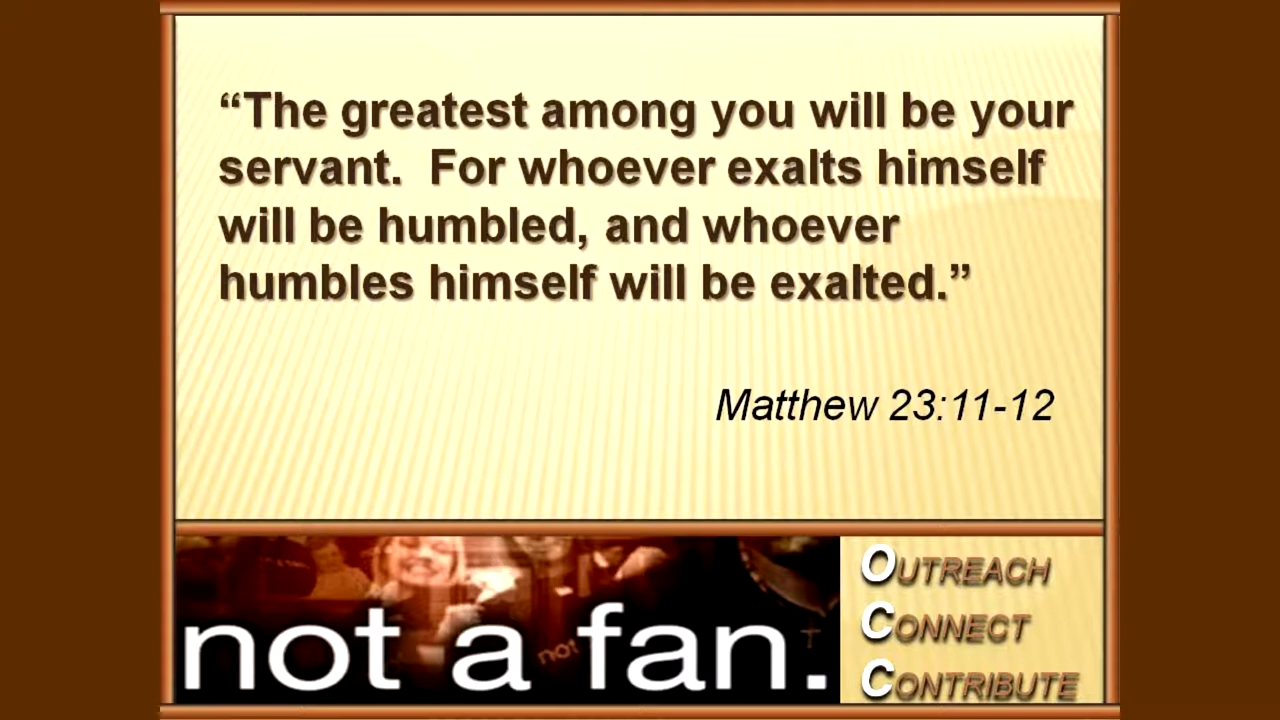 “The greatest among you will be your
servant.  For whoever exalts himself
will be humbled, and whoever
humbles himself will be exalted.”
Matthew 23:11-12
not a fan.
not
OUTREACH
CONNECT
CONTRIBUTE